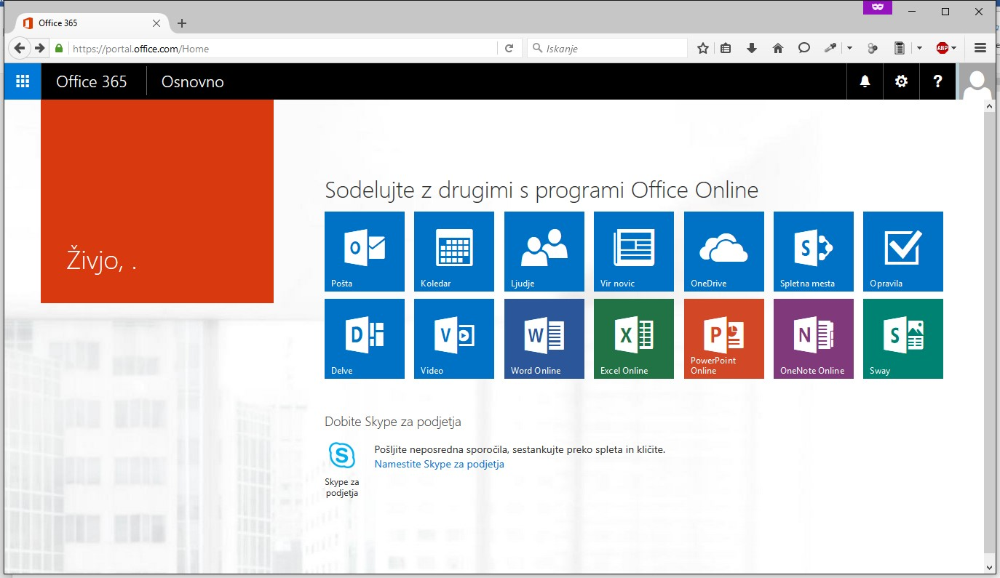 Office 365
https://portal.office.com/Home
Iskanje
ABP
Office 365
Osnovno
?
Živjo, .
Sodelujte z drugimi s programi Office Online
Pošta
Koledar
Ljudje
Vir novic
OneDrive
Spletna mesta
Opravila
Delve
Video
Word Online
Excel Online
PowerPoint
Online
OneNote Online
Sway
Dobite Skype za podjetja
Pošljite neposredna sporočila, sestankujte preko spleta in kličite.
Namestite Skype za podjetja
Skype za
podjetja